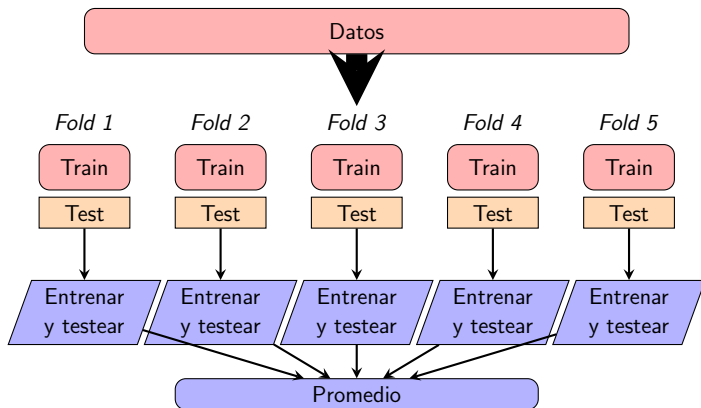 Datos
Fold 1 Fold 2 Fold 3 Fold 4 Fold 5
Train Train Train Train Train
Test Test Test Test Test
Entrenar Entrenar Entrenar Entrenar Entrenar
y testear y testear y testear y testear y testear
Promedio